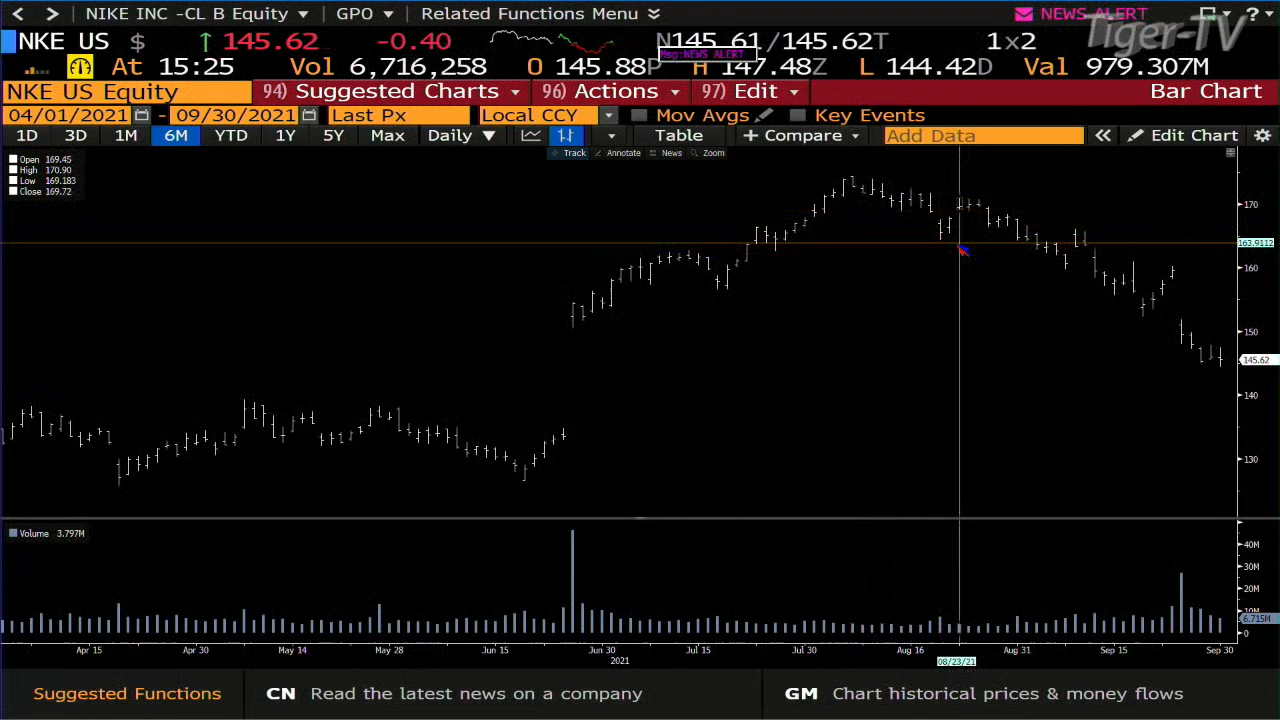 NIKE INC -CL B Equity GPO Related Functions Menu NEWS ALERT ?
NKE US $ 145.62 -0.40 N145.61/145.62T 1×2 Tiger-TV
Msg:NEWS ALERT
At 15:25 Vol 6,716,258 O 145.88P H 147.48Z L 144.42D Val 979.307M
NKE US Equity 94) Suggested Charts 96) Actions 97) Edit Bar Chart
04/01/2021 - 09/30/2021 Last Px Local CCY Mov Avgs Key Events
1D 3D 1M 6M YTD 1Y 5Y Max Daily Table + Compare Add Data Edit Chart
Track Annotate News Zoom
Open 169.45
High 170.90
Low 169.183
Close 169.72
170
163.9112
160
150
145.62
140
130
Volume 3.797M
40M
30M
20M
10M
6.715M
0
Apr 15 Apr 30 May 14 May 28 Jun 15 Jun 30 Jul 15 Jul 30 Aug 16 Aug 31 Sep 15 Sep 30
2021 08/23/21
Suggested Functions CN Read the latest news on a company GM Chart historical prices & money flows